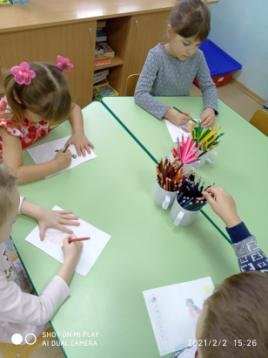 SHOT ON MI PLAY
AI DUAL CAMERA
2021/2/2 15:26